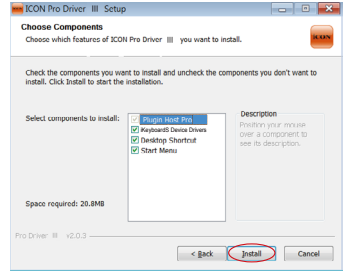 ICON Pro Driver III Setup
Choose Components
Choose which features of ICON Pro Driver III you want to install.
ICON
Check the components you want to install and uncheck the components you don't want to
install. Click Install to start the installation.
Select components to install:
Plugin Host Pro
iKeyboardS Device Drivers
Desktop Shortcut
Start Menu
Description
Position your mouse
over a component to
see its description.
Space required: 20.8MB
Pro Driver III v2.0.3
< Back
Install
Cancel